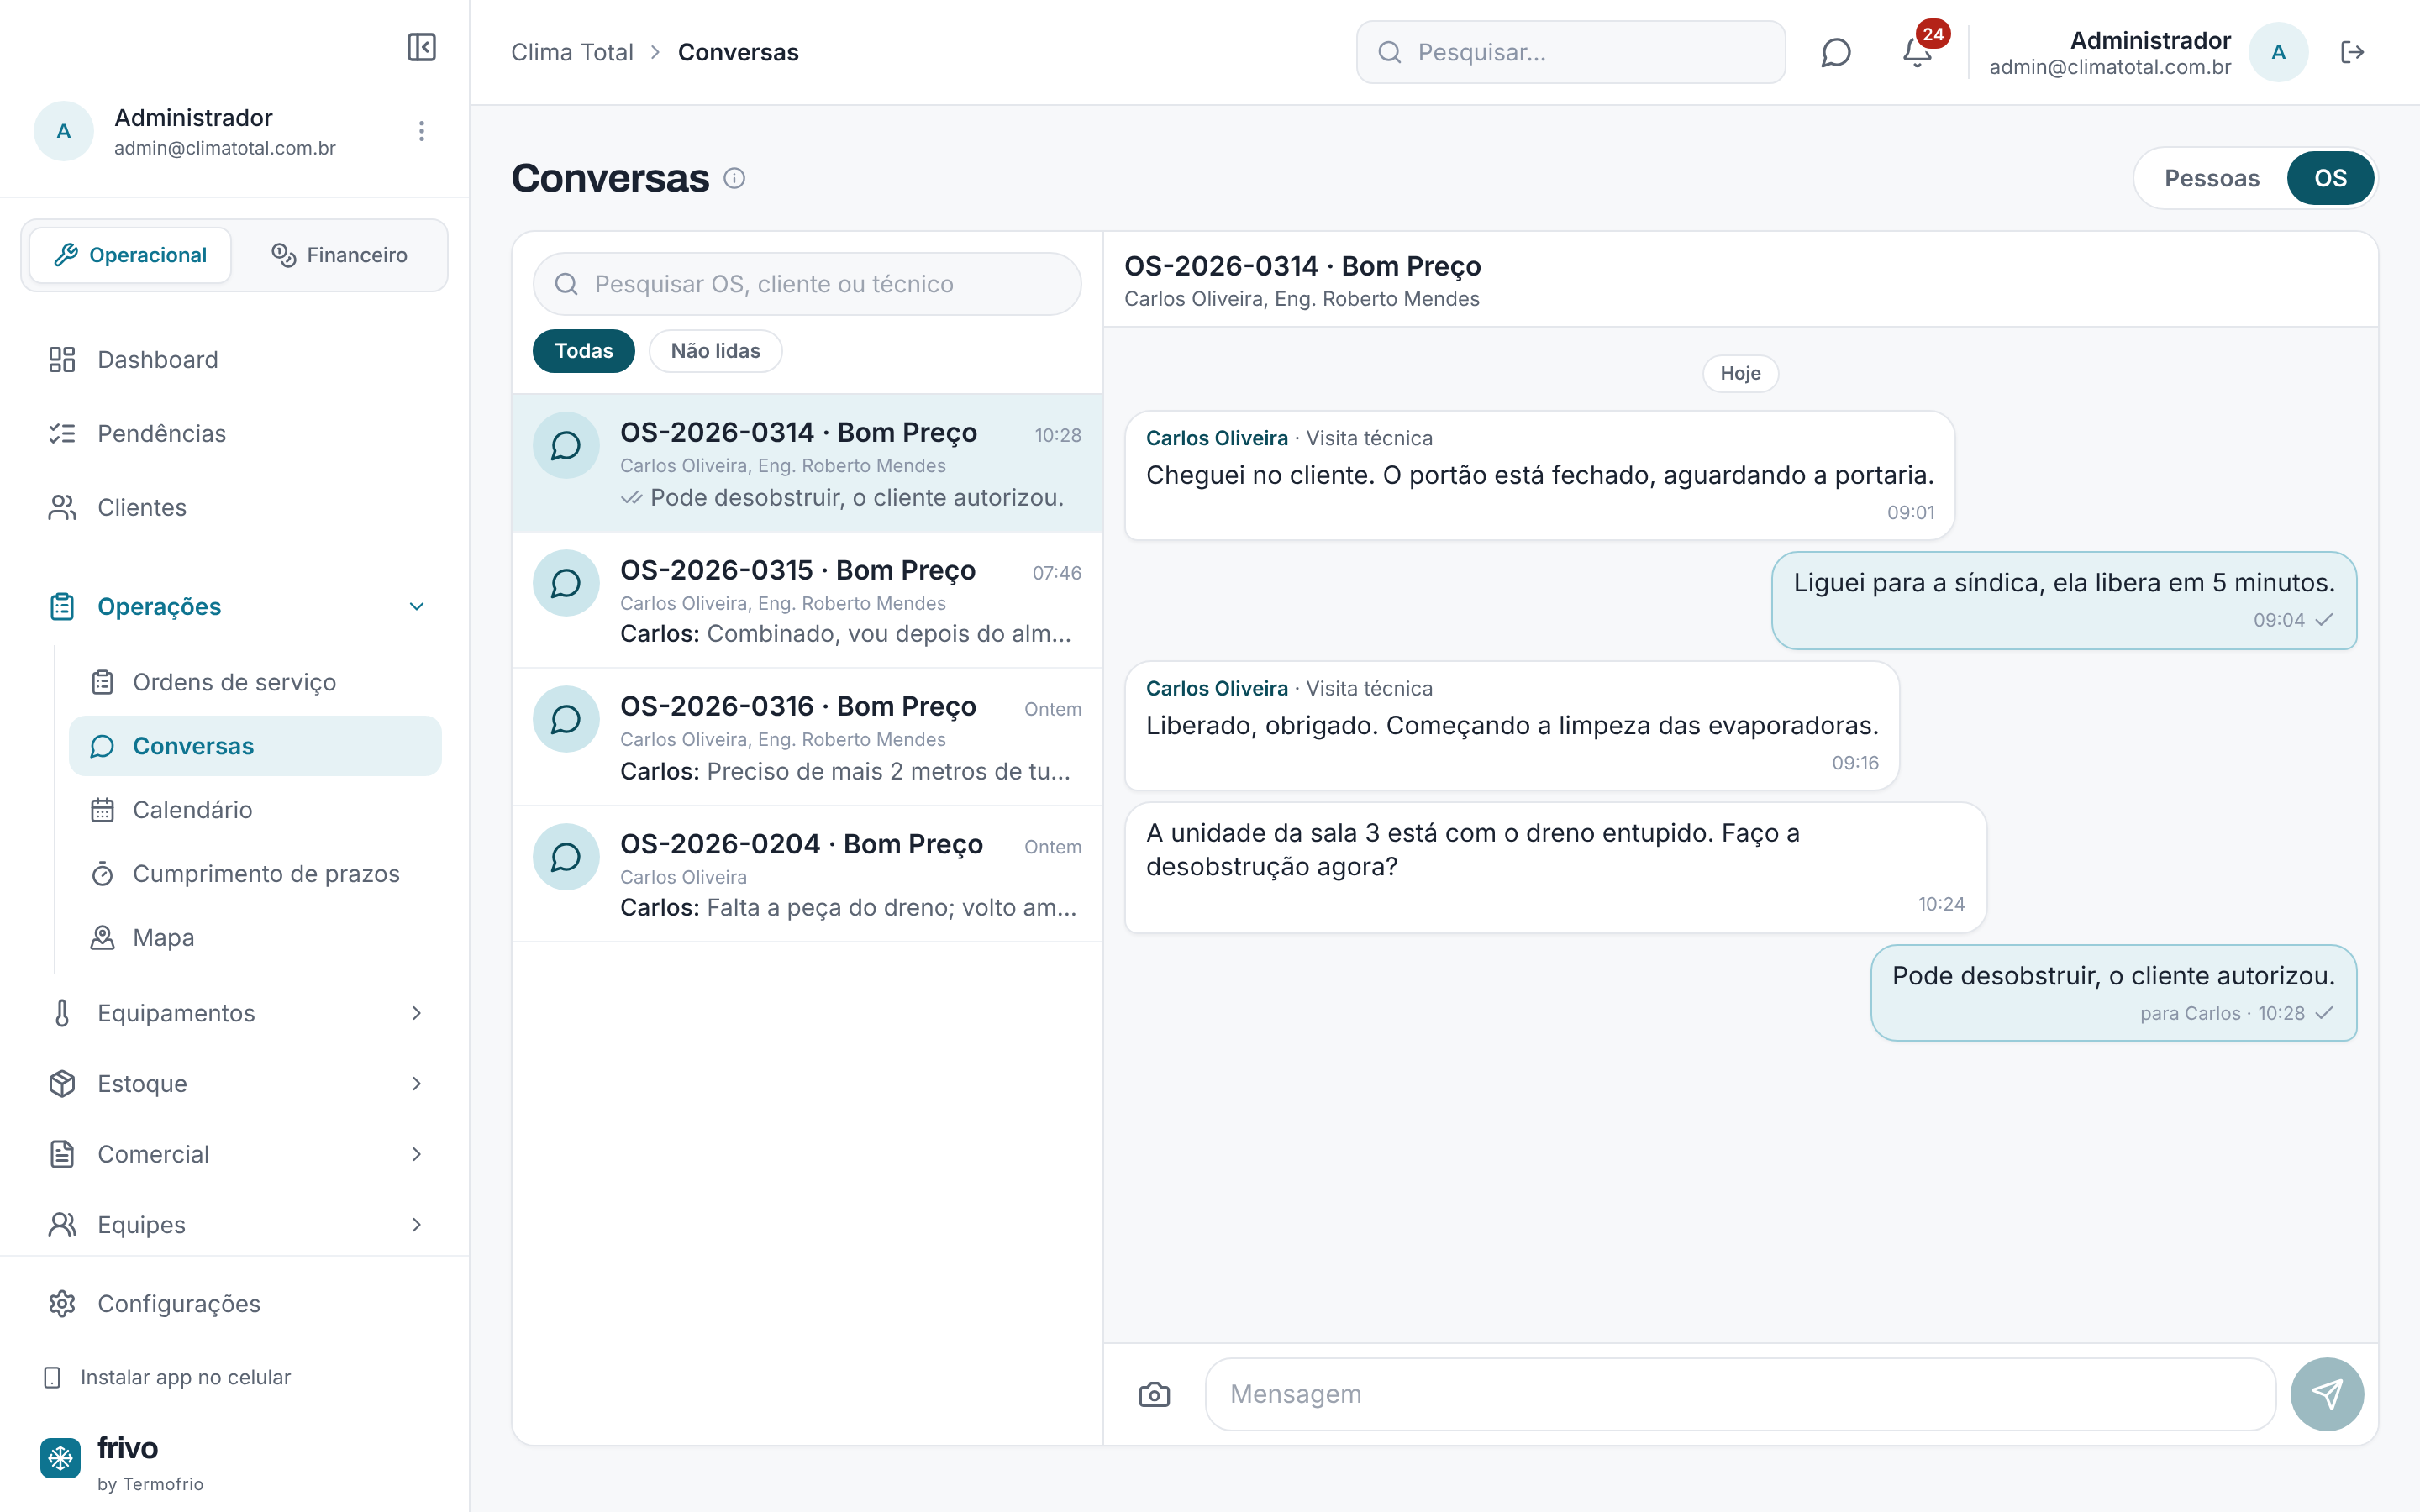 A
Administrador
admin@climatotal.com.br
Operacional
Financeiro
Dashboard
Pendências
Clientes
Operações
Ordens de serviço
Conversas
Calendário
Cumprimento de prazos
Mapa
Equipamentos
Estoque
Comercial
Equipes
Configurações
Instalar app no celular
frivo
by Termofrio
Clima Total > Conversas
Pesquisar...
24
Administrador
admin@climatotal.com.br
A
Conversas
Pessoas
OS
Pesquisar OS, cliente ou técnico
Todas
Não lidas
OS-2026-0314 · Bom Preço 10:28
Carlos Oliveira, Eng. Roberto Mendes
Pode desobstruir, o cliente autorizou.
OS-2026-0315 · Bom Preço 07:46
Carlos Oliveira, Eng. Roberto Mendes
Carlos: Combinado, vou depois do alm...
OS-2026-0316 · Bom Preço Ontem
Carlos Oliveira, Eng. Roberto Mendes
Carlos: Preciso de mais 2 metros de tu...
OS-2026-0204 · Bom Preço Ontem
Carlos Oliveira
Carlos: Falta a peça do dreno; volto am...
OS-2026-0314 · Bom Preço
Carlos Oliveira, Eng. Roberto Mendes
Hoje
Carlos Oliveira · Visita técnica
Cheguei no cliente. O portão está fechado, aguardando a portaria.
09:01
Liguei para a síndica, ela libera em 5 minutos.
09:04
Carlos Oliveira · Visita técnica
Liberado, obrigado. Começando a limpeza das evaporadoras.
09:16
A unidade da sala 3 está com o dreno entupido. Faço a
desobstrução agora?
10:24
Pode desobstruir, o cliente autorizou.
para Carlos · 10:28
Mensagem